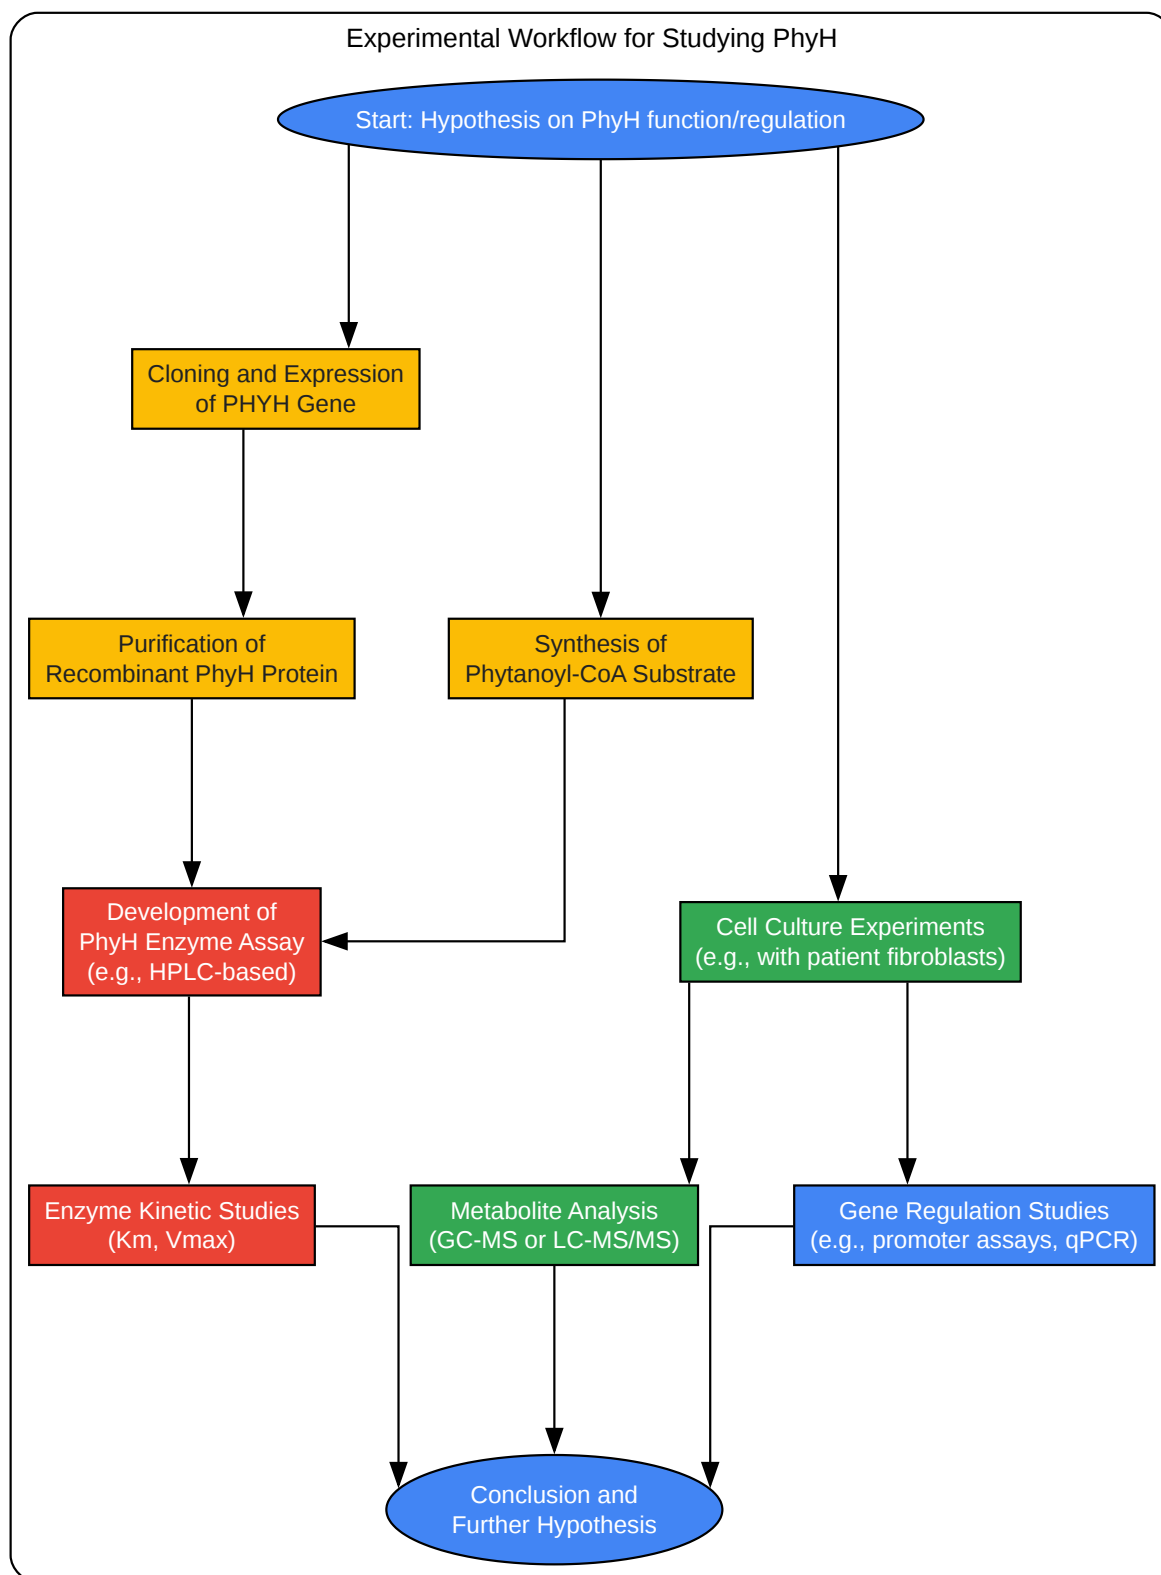 Experimental Workflow for Studying PhyH
Start: Hypothesis on PhyH function/regulation
Cloning and Expression
of PHYH Gene
Purification of
Recombinant PhyH Protein
Synthesis of
Phytanoyl-CoA Substrate
Development of
PhyH Enzyme Assay
(e.g., HPLC-based)
Cell Culture Experiments
(e.g., with patient fibroblasts)
Enzyme Kinetic Studies
(Km, Vmax)
Metabolite Analysis
(GC-MS or LC-MS/MS)
Gene Regulation Studies
(e.g., promoter assays, qPCR)
Conclusion and
Further Hypothesis